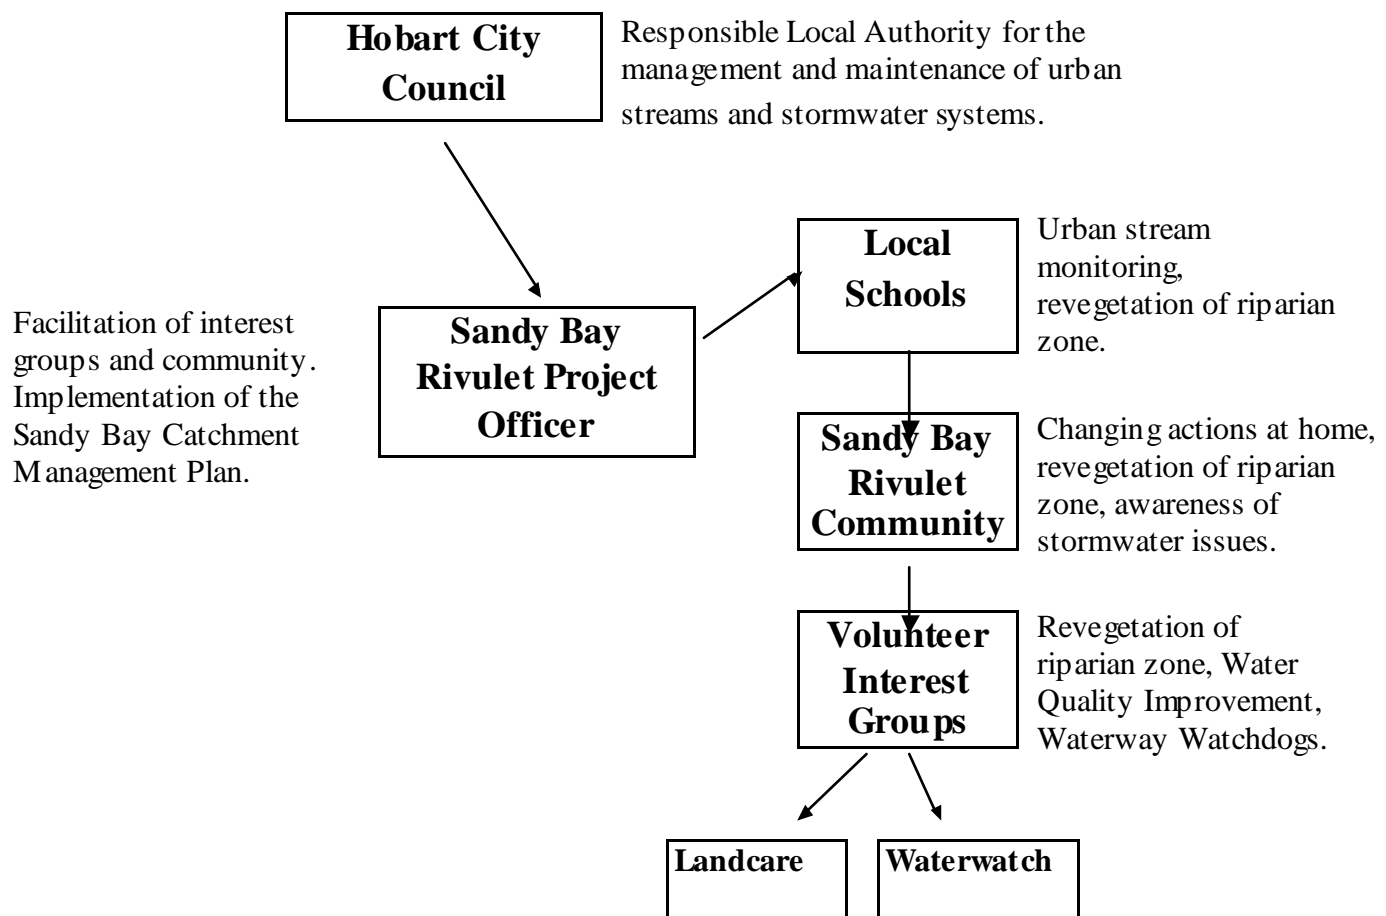 Hobart City
Council
Responsible Local Authority for the
management and maintenance of urban
streams and stormwater systems.
Local
Schools
Urban stream
monitoring,
revegetation of riparian
zone.
Facilitation of interest
groups and community.
Implementation of the
Sandy Bay Catchment
Management Plan.
Sandy Bay
Rivulet Project
Officer
Sandy Bay
Rivulet
Community
Changing actions at home,
revegetation of riparian
zone, awareness of
stormwater issues.
Volunteer
Interest
Groups
Revegetation of
riparian zone, Water
Quality Improvement,
Waterway Watchdogs.
Landcare
Waterwatch